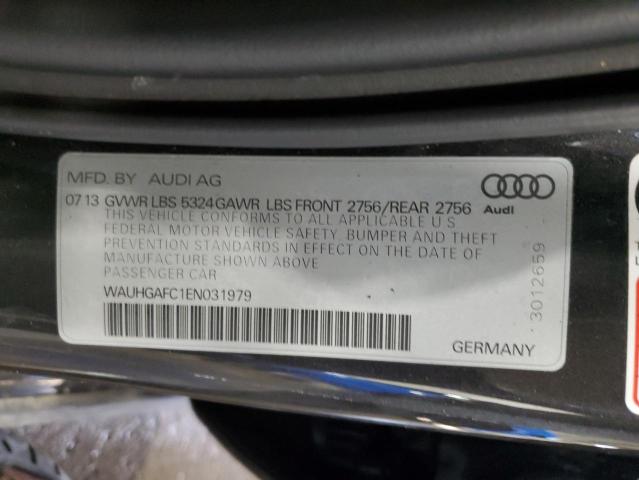 MFD. BY AUDI AG
Audi
07 13 GVWR LBS 5324 GAWR LBS FRONT 2756/REAR 2756
THIS VEHICLE CONFORMS TO ALL APPLICABLE U S
FEDERAL MOTOR VEHICLE SAFETY, BUMPER AND THEFT
PREVENTION STANDARDS IN EFFECT ON THE DATE OF
MANUFACTURE SHOWN ABOVE
PASSENGER CAR
WAUHGAFC1EN031979
GERMANY
3012659